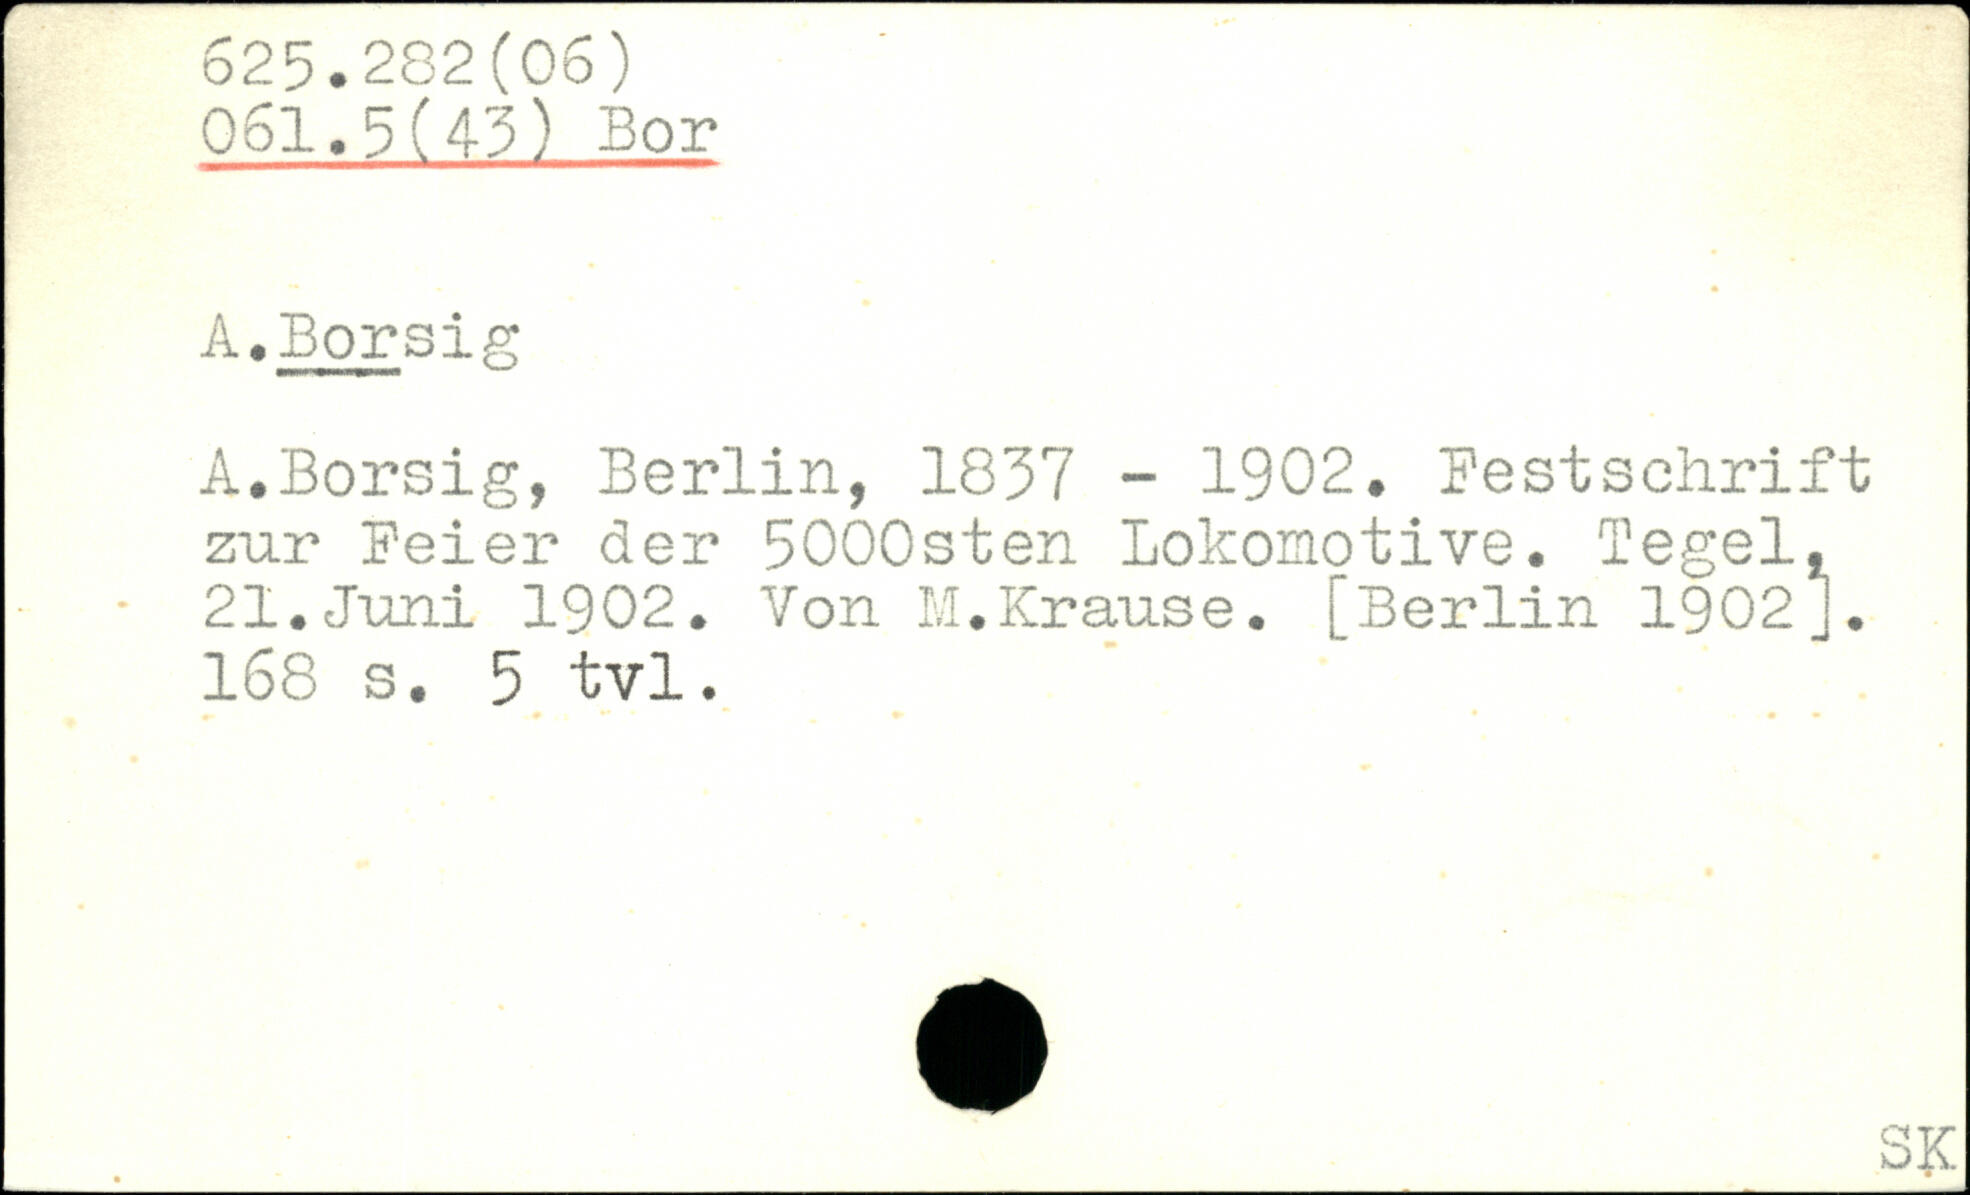 625.282(06)
061.5(43) Bor
A.Borsig
A.Borsig, Berlin, 1837 - 1902. Festschrift
zur Feier der 5000sten Lokomotive. Tegel,
21.Juni 1902. Von M.Krause. [Berlin 1902].
168 s. 5 tvl.
SK